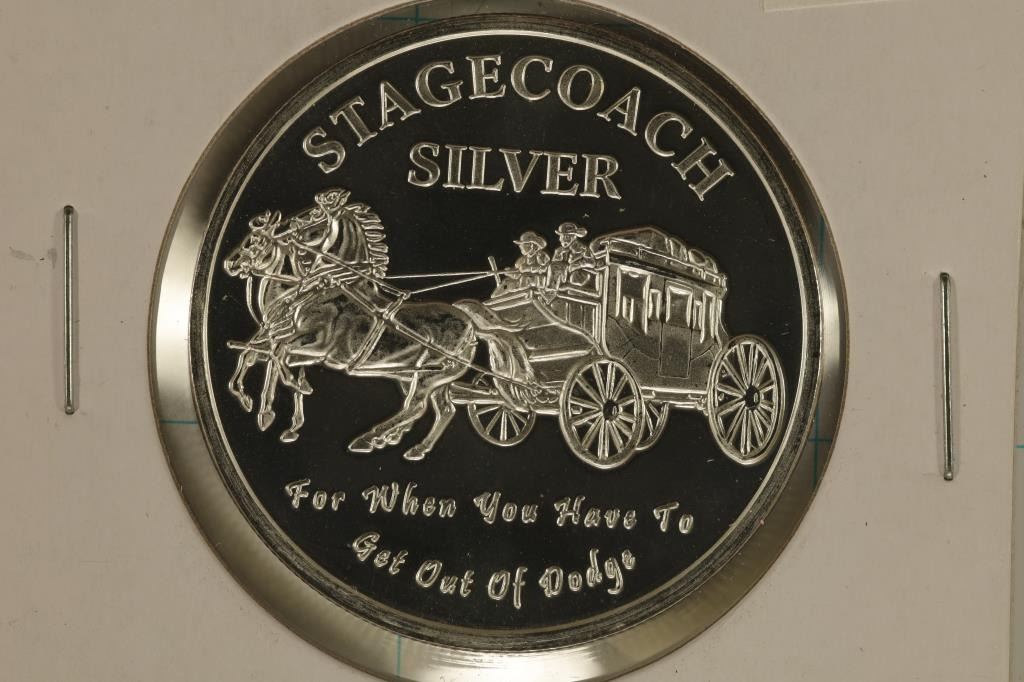 STAGECOACH
SILVER
For When You Have To
Get Out Of Dodge